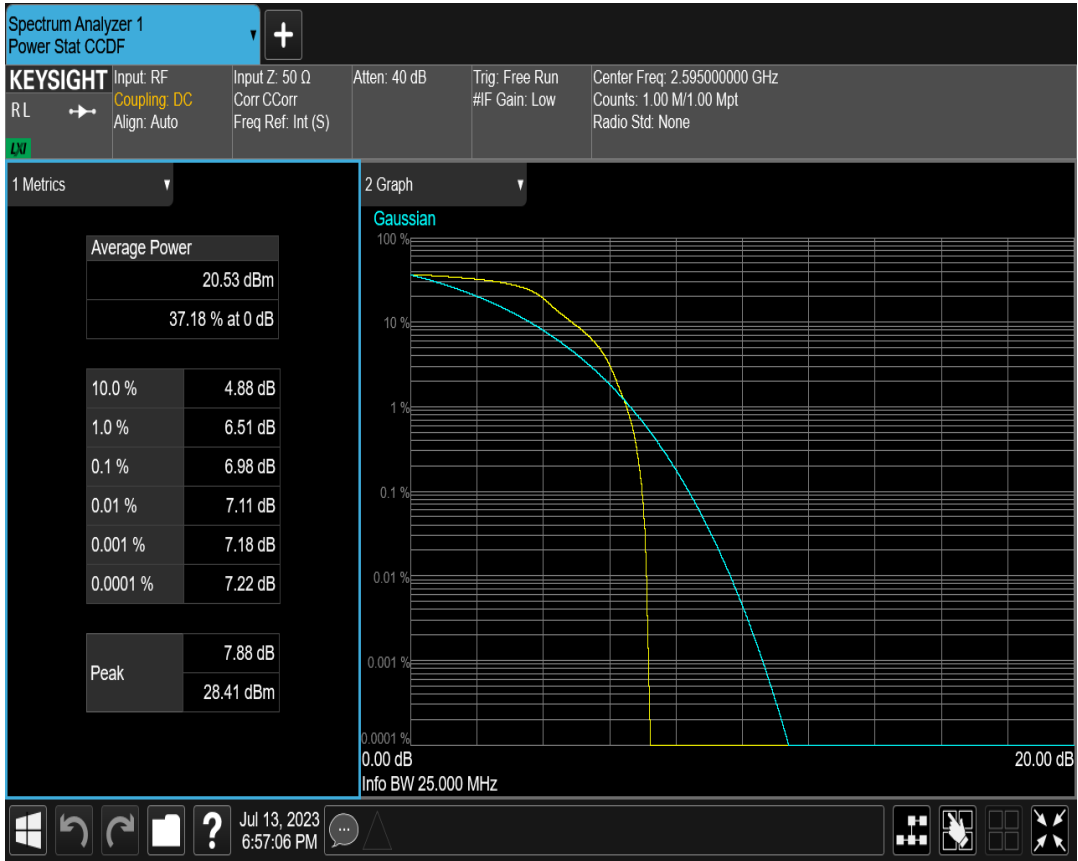 Spectrum Analyzer 1
Power Stat CCDF
+
KEYSIGHT
RL
LXI
Input: RF
Coupling: DC
Align: Auto
Input Z: 50 Ω
Corr CCorr
Freq Ref: Int (S)
Atten: 40 dB
Trig: Free Run
#IF Gain: Low
Center Freq: 2.595000000 GHz
Counts: 1.00 M/1.00 Mpt
Radio Std: None
1 Metrics
Average Power
20.53 dBm
37.18 % at 0 dB
10.0 % 4.88 dB
1.0 % 6.51 dB
0.1 % 6.98 dB
0.01 % 7.11 dB
0.001 % 7.18 dB
0.0001 % 7.22 dB
Peak
7.88 dB
28.41 dBm
2 Graph
Gaussian
100 %
10 %
1 %
0.1 %
0.01 %
0.001 %
0.0001 %
0.00 dB 20.00 dB
Info BW 25.000 MHz
?
Jul 13, 2023
6:57:06 PM